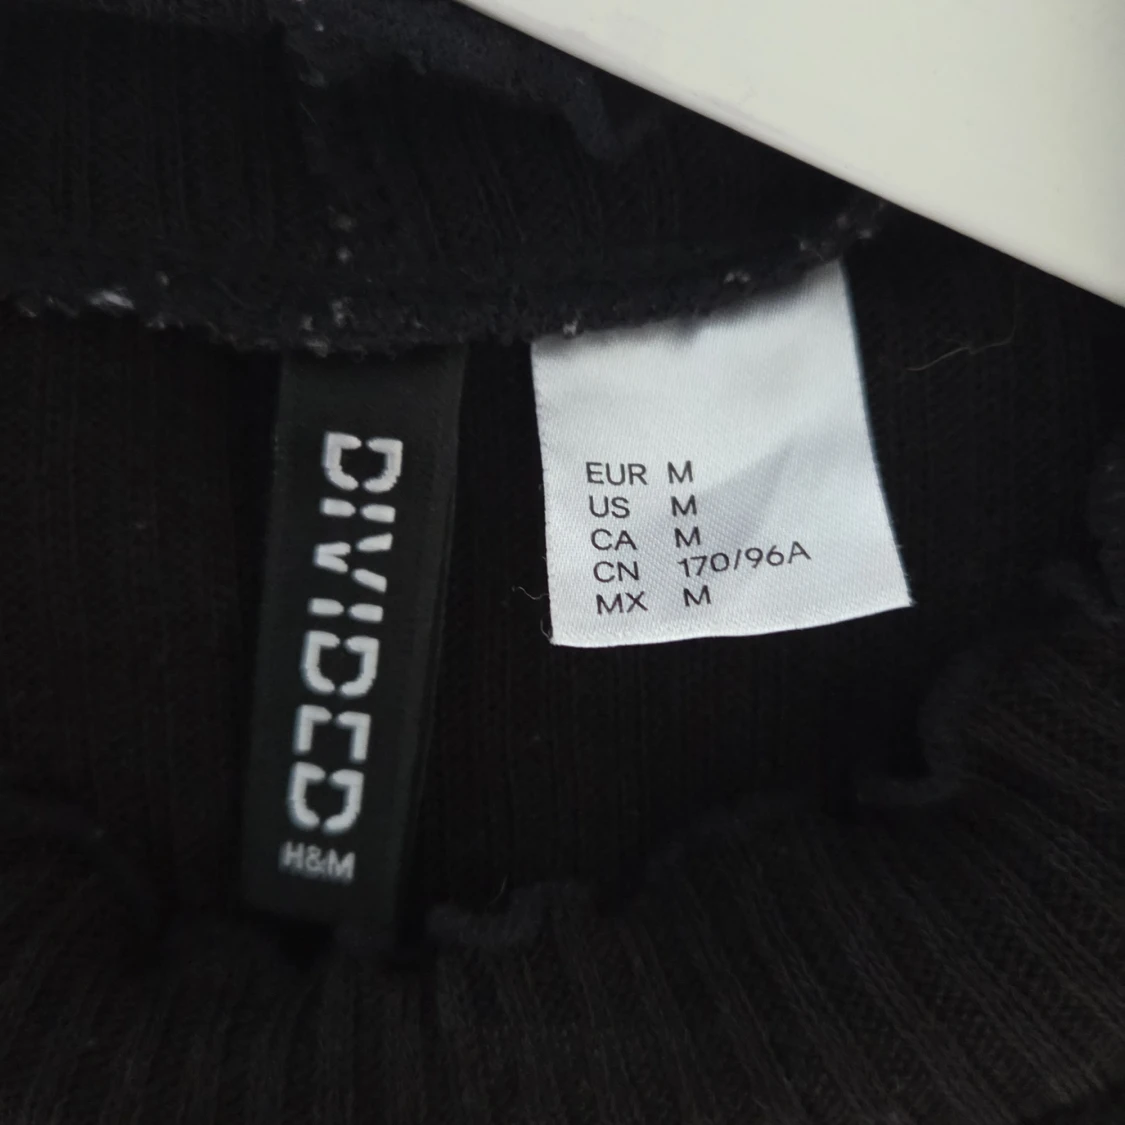 DIVIDED
H&M
EUR M
US M
CA M
CN 170/96A
MX M